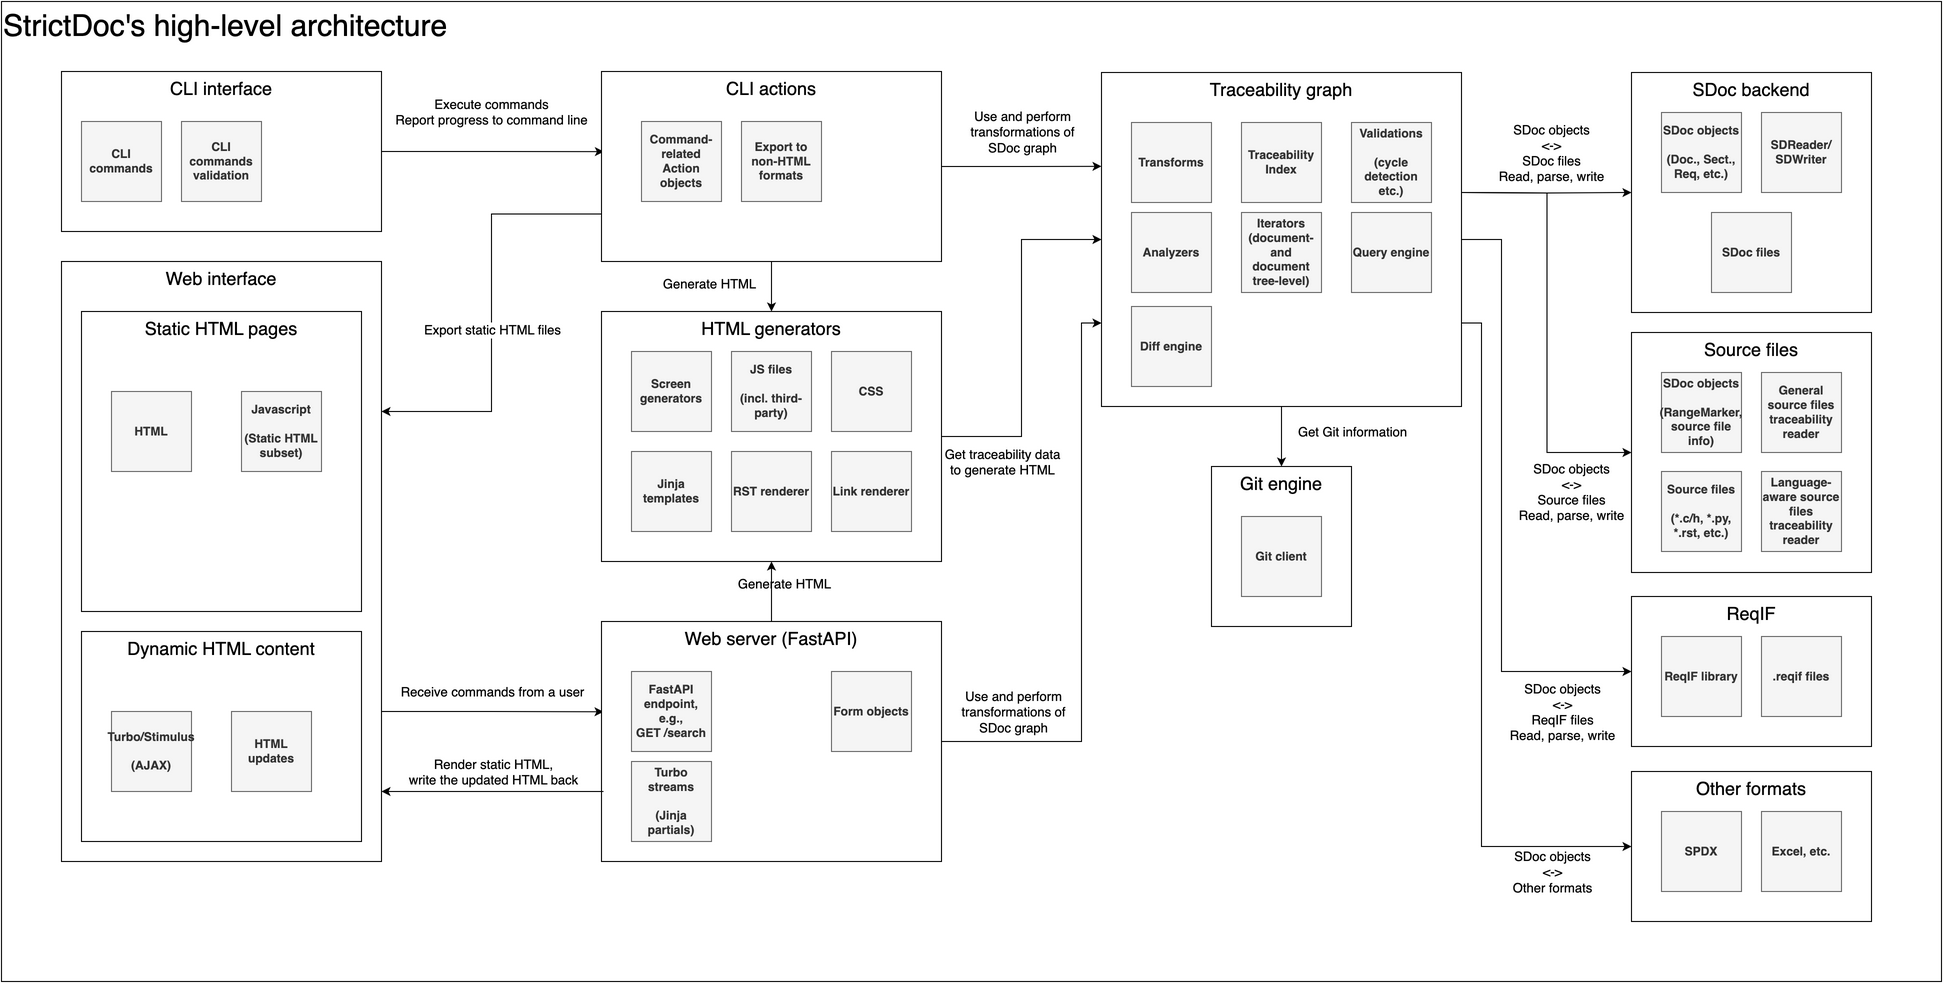 StrictDoc's high-level architecture
CLI interface
CLI
commands
CLI
commands
validation
Execute commands
Report progress to command line
CLI actions
Command-
related
Action
objects
Export to
non-HTML
formats
Use and perform
transformations of
SDoc graph
Traceability graph
Transforms
Traceability
Index
Validations
(cycle
detection
etc.)
Analyzers
Iterators
(document-
and
document
tree-level)
Query engine
Diff engine
SDoc objects
<->
SDoc files
Read, parse, write
SDoc backend
SDoc objects
(Doc., Sect.,
Req, etc.)
SDReader/
SDWriter
SDoc files
Web interface
Static HTML pages
HTML
Javascript
(Static HTML
subset)
Export static HTML files
Generate HTML
HTML generators
Screen
generators
JS files
(incl. third-
party)
CSS
Jinja
templates
RST renderer
Link renderer
Get traceability data
to generate HTML
Get Git information
Git engine
Git client
SDoc objects
<->
Source files
Read, parse, write
Source files
SDoc objects
(RangeMarker,
source file
info)
General
source files
traceability
reader
Source files
(*.c/h, *.py,
*.rst, etc.)
Language-
aware source
files
traceability
reader
Generate HTML
Dynamic HTML content
Turbo/Stimulus
(AJAX)
HTML
updates
Receive commands from a user
Render static HTML,
write the updated HTML back
Web server (FastAPI)
FastAPI
endpoint,
e.g.,
GET /search
Form objects
Turbo
streams
(Jinja
partials)
Use and perform
transformations of
SDoc graph
SDoc objects
<->
ReqIF files
Read, parse, write
ReqIF
ReqIF library
.reqif files
SDoc objects
<->
Other formats
Other formats
SPDX
Excel, etc.